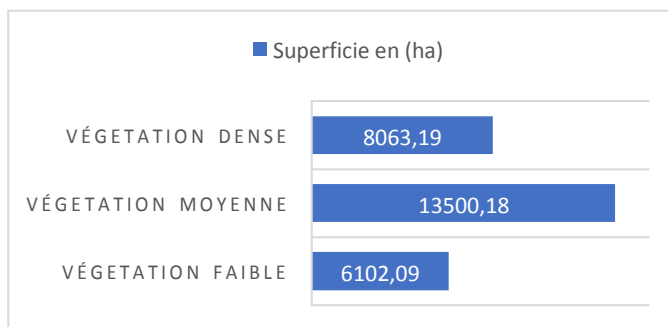 Superficie en (ha)
VÉGETATION DENSE
8063,19
VÉGETATION MOYENNE
13500,18
VÉGETATION FAIBLE
6102,09